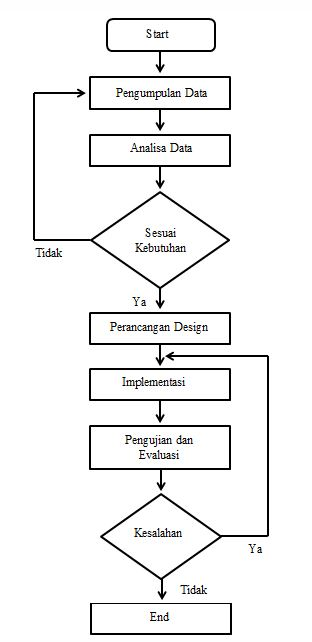 Start
Pengumpulan Data
Analisa Data
Sesuai
Kebutuhan
Tidak
Ya
Perancangan Design
Implementasi
Pengujian dan
Evaluasi
Kesalahan
Ya
Tidak
End